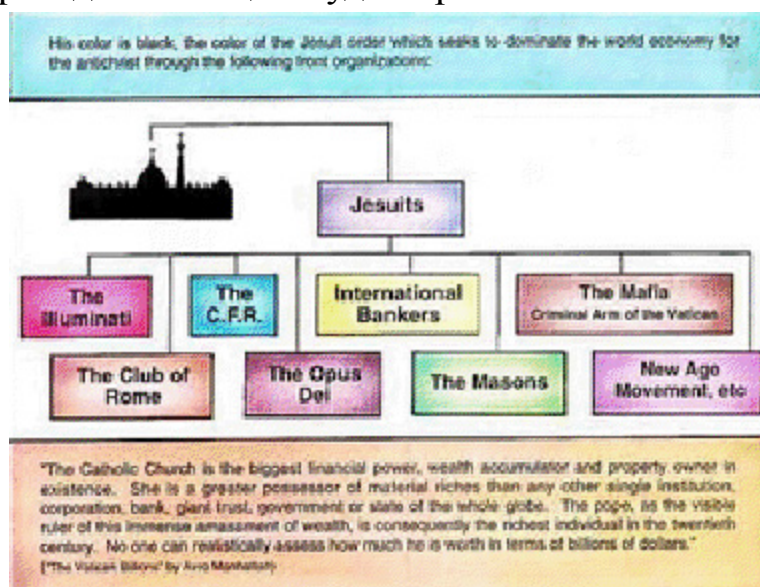 His color is black, the color of the Jesuit order which seeks to dominate the world economy for
the antichrist through the following front organizations:
Jesuits
The
Illuminati
The
C.F.R.
International
Bankers
The Mafia
Criminal Arm of the Vatican
The Club of
Rome
The Opus
Dei
The Masons
New Age
Movement, etc
"The Catholic Church is the biggest financial power, wealth accumulator and property owner in
existence. She is a greater possessor of material riches than any other single institution,
corporation, bank, giant trust, government or state of the whole globe. The pope, as the visible
ruler of this immense amassment of wealth, is consequently the richest individual in the twentieth
century. No one can realistically assess how much he is worth in terms of billions of dollars."
("The Vatican Billions" by Avro Manhattan)